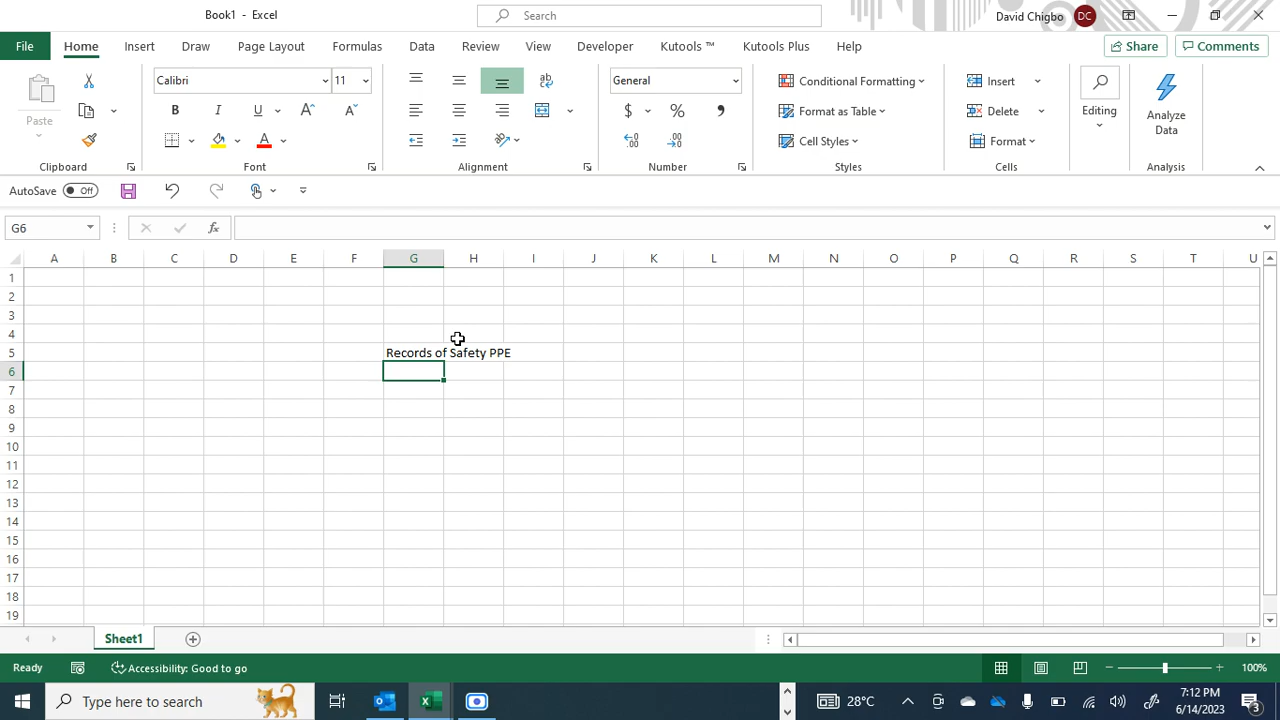 Book1 - Excel
Search
David Chigbo DC
File Home Insert Draw Page Layout Formulas Data Review View Developer Kutools ™ Kutools Plus Help Share Comments
Paste
Calibri 11
B I U A A
A
General
$ % ,
Conditional Formatting
Format as Table
Cell Styles
Insert
Delete
Format
Editing
Analyze Data
Clipboard Font Alignment Number Styles Cells Analysis
AutoSave Off
G6 fx
A B C D E F G H I J K L M N O P Q R S T U
1
2
3
4
5 Records of Safety PPE
6
7
8
9
10
11
12
13
14
15
16
17
18
19
Sheet1
Ready Accessibility: Good to go 100%
Type here to search
28°C
7:12 PM
6/14/2023
3